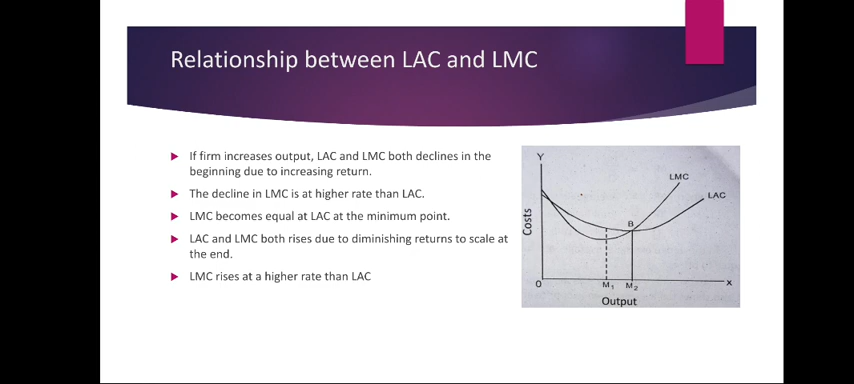 Relationship between LAC and LMC
If firm increases output, LAC and LMC both declines in the
beginning due to increasing return.
The decline in LMC is at higher rate than LAC.
LMC becomes equal at LAC at the minimum point.
LAC and LMC both rises due to diminishing returns to scale at
the end.
LMC rises at a higher rate than LAC
Y
LMC
LAC
B
Costs
O
M1
M2
X
Output